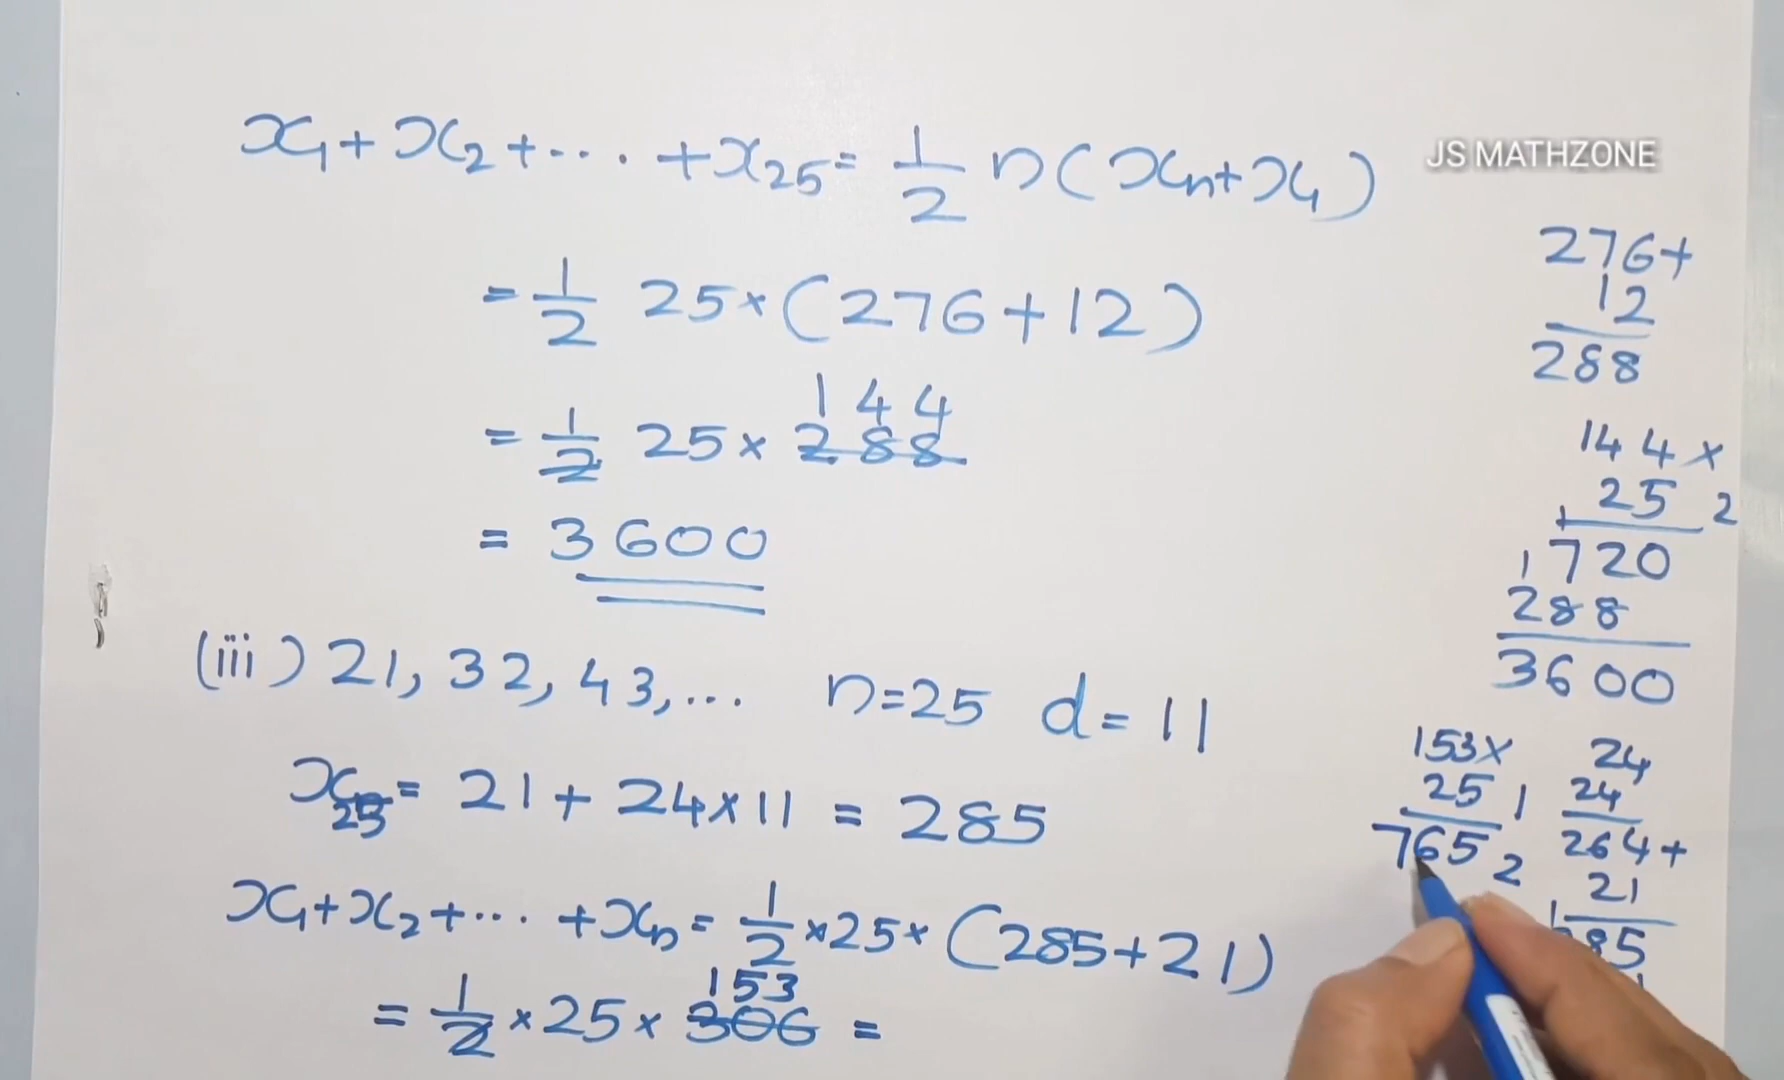 x₁+x₂+... +x₂₅ = 1/2 n(xₙ+x₁)
JS MATHZONE
= 1/2 25×(276+12)
144
= 1/2 25× 288
= 3600
(iii) 21, 32, 43,... n=25 d=11
x₂₅ = 21+24×11 = 285
x₁+x₂+... +xₙ = 1/2 ×25×(285+21)
153
= 1/2 ×25× 306 =
276+
12
288
144×
25 2
1720
288
3600
153×
25 1
765 2
24
24
264+
21
85